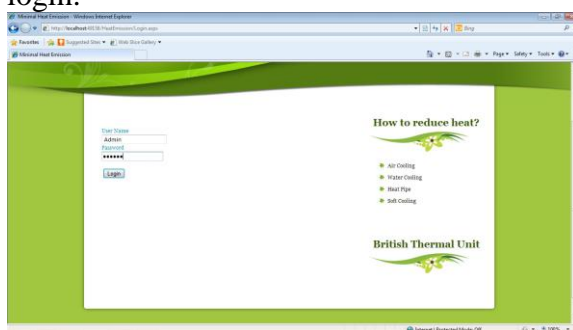 login.
Minimal Heat Emission - Windows Internet Explorer
Bing
Favorites Suggested Sites Web Slice Gallery
Minimal Heat Emission
Page Safety Tools
User Name
Admin
Password
Login
How to reduce heat?
Air Cooling
Water Cooling
Heat Pipe
Soft Cooling
British Thermal Unit